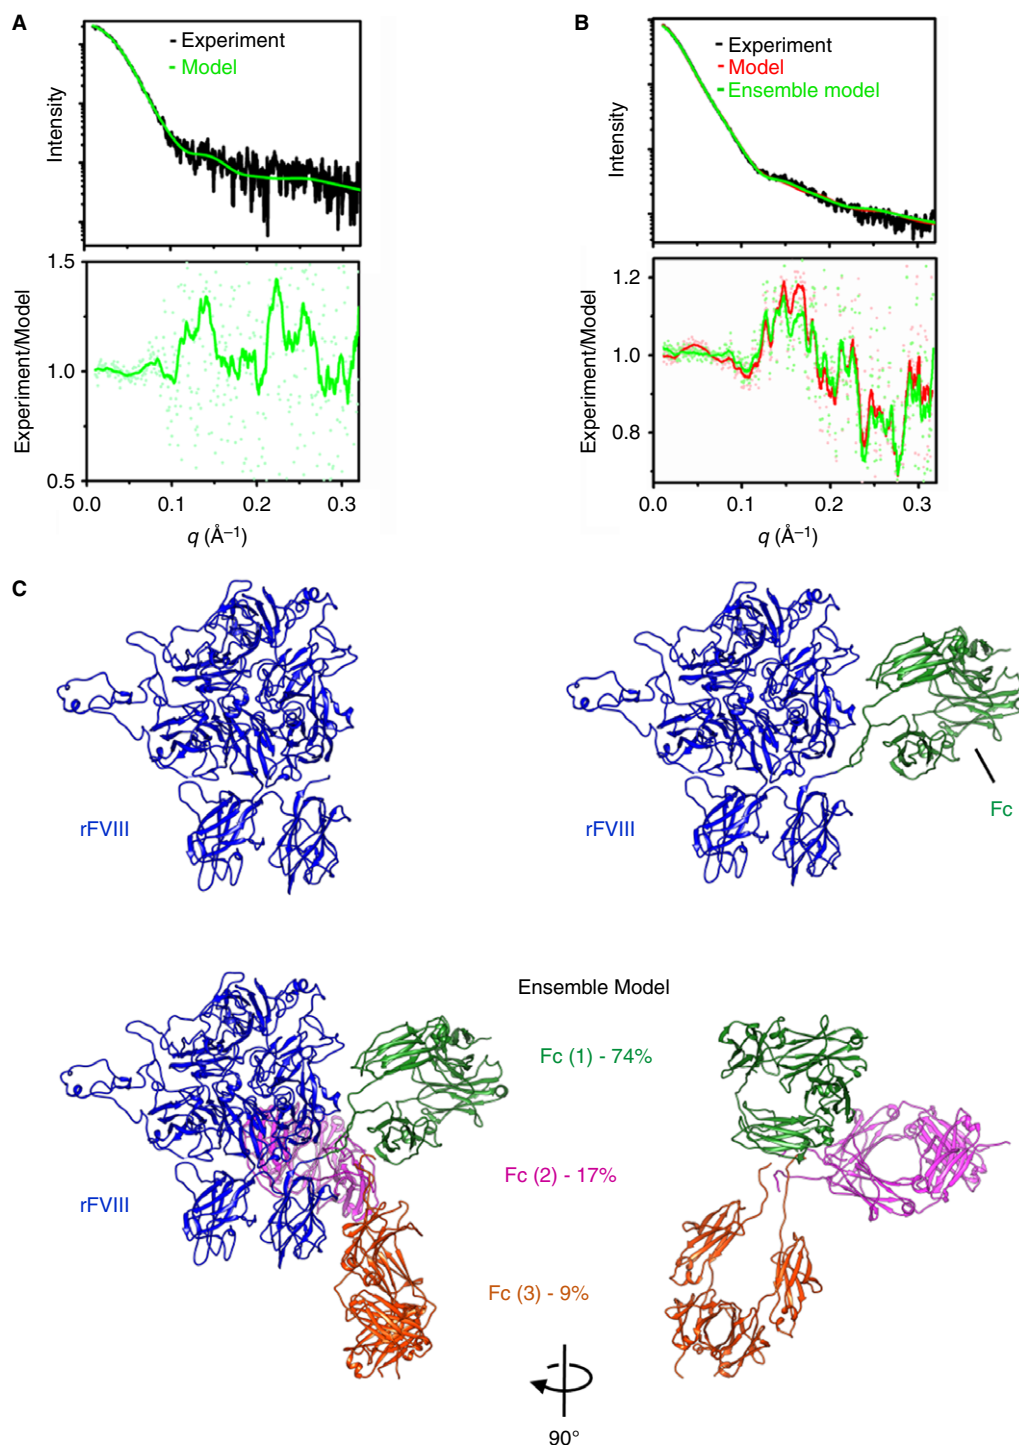 A
Experiment
Model
Intensity
1.5
1.0
0.5
Experiment/Model
0.0 0.1 0.2 0.3
q (Å⁻¹)
B
Experiment
Model
Ensemble model
Intensity
1.2
1.0
0.8
Experiment/Model
0.0 0.1 0.2 0.3
q (Å⁻¹)
C
rFVIII
rFVIII
Fc
Ensemble Model
Fc (1) - 74%
Fc (2) - 17%
rFVIII
Fc (3) - 9%
90°